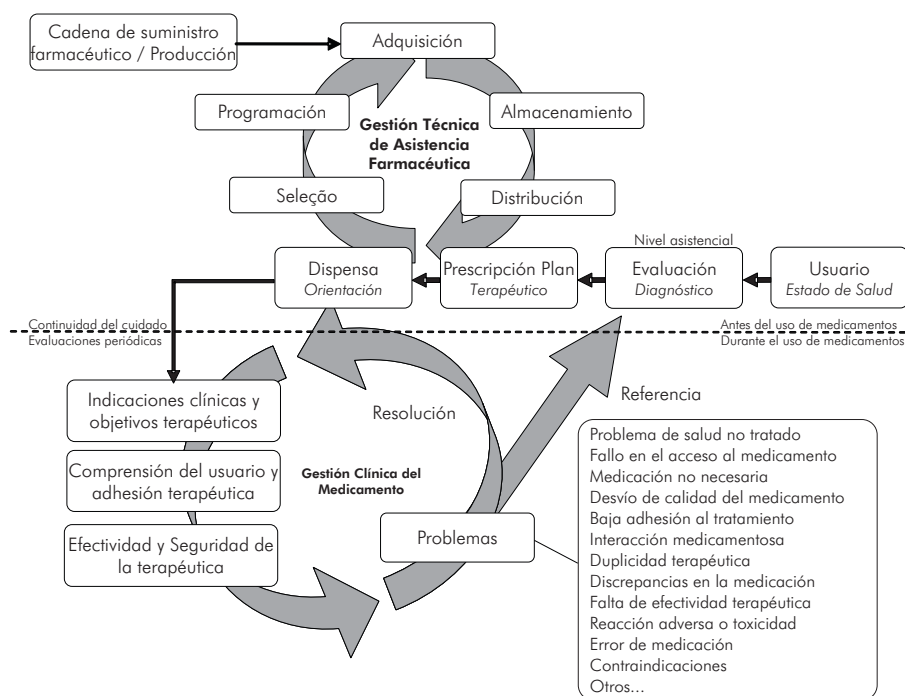 Cadena de suministro
farmacéutico / Producción
Adquisición
Programación
Almacenamiento
Gestión Técnica
de Asistencia
Farmacéutica
Seleção
Distribución
Nivel asistencial
Dispensa
Orientación
Prescripción Plan
Terapéutico
Evaluación
Diagnóstico
Usuario
Estado de Salud
Continuidad del cuidado
Evaluaciones periódicas
Antes del uso de medicamentos
Durante el uso de medicamentos
Indicaciones clínicas y
objetivos terapéuticos
Resolución
Referencia
Comprensión del usuario y
adhesión terapéutica
Gestión Clínica del
Medicamento
Efectividad y Seguridad de
la terapéutica
Problemas
Problema de salud no tratado
Fallo en el acceso al medicamento
Medicación no necesaria
Desvío de calidad del medicamento
Baja adhesión al tratamiento
Interacción medicamentosa
Duplicidad terapéutica
Discrepancias en la medicación
Falta de efectividad terapéutica
Reacción adversa o toxicidad
Error de medicación
Contraindicaciones
Otros...